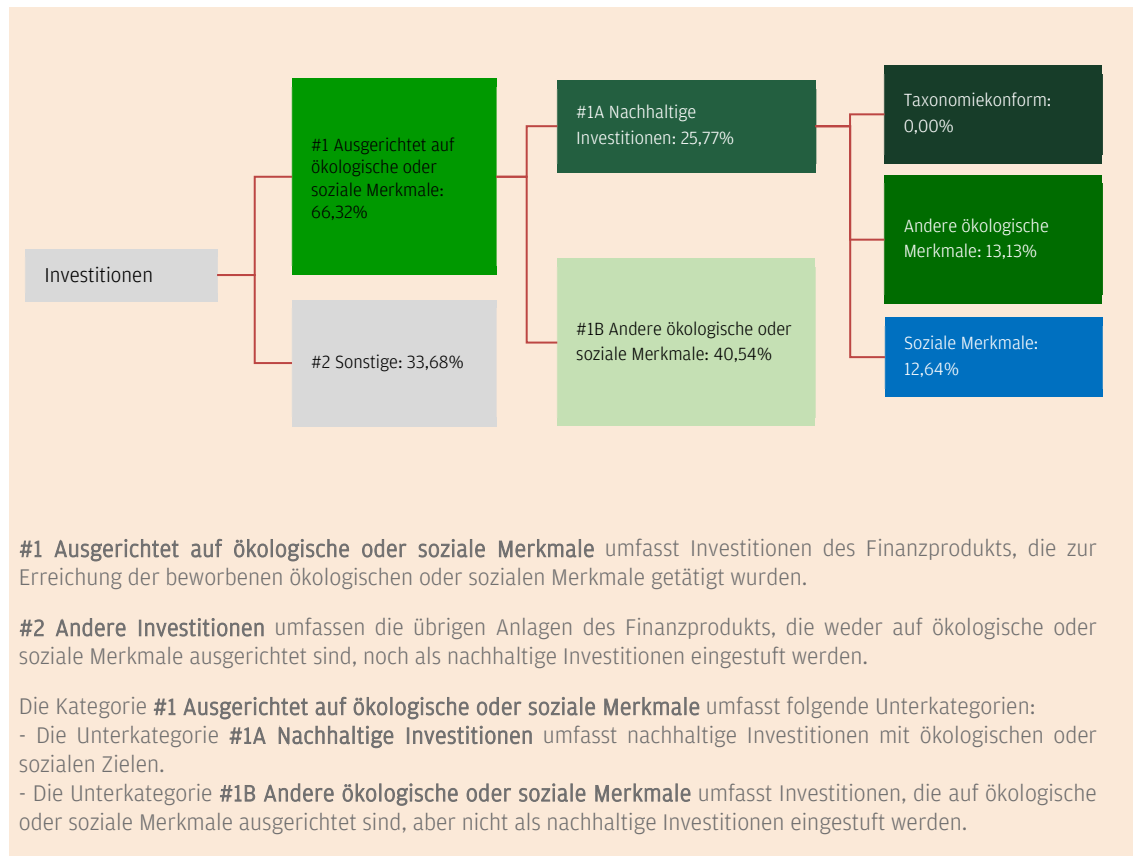 Investitionen
#1 Ausgerichtet auf
ökologische oder
soziale Merkmale:
66,32%
#2 Sonstige: 33,68%
#1A Nachhaltige
Investitionen: 25,77%
#1B Andere ökologische oder
soziale Merkmale: 40,54%
Taxonomiekonform:
0,00%
Andere ökologische
Merkmale: 13,13%
Soziale Merkmale:
12,64%
#1 Ausgerichtet auf ökologische oder soziale Merkmale umfasst Investitionen des Finanzprodukts, die zur
Erreichung der beworbenen ökologischen oder sozialen Merkmale getätigt wurden.
#2 Andere Investitionen umfassen die übrigen Anlagen des Finanzprodukts, die weder auf ökologische oder
soziale Merkmale ausgerichtet sind, noch als nachhaltige Investitionen eingestuft werden.
Die Kategorie #1 Ausgerichtet auf ökologische oder soziale Merkmale umfasst folgende Unterkategorien:
- Die Unterkategorie #1A Nachhaltige Investitionen umfasst nachhaltige Investitionen mit ökologischen oder
sozialen Zielen.
- Die Unterkategorie #1B Andere ökologische oder soziale Merkmale umfasst Investitionen, die auf ökologische
oder soziale Merkmale ausgerichtet sind, aber nicht als nachhaltige Investitionen eingestuft werden.